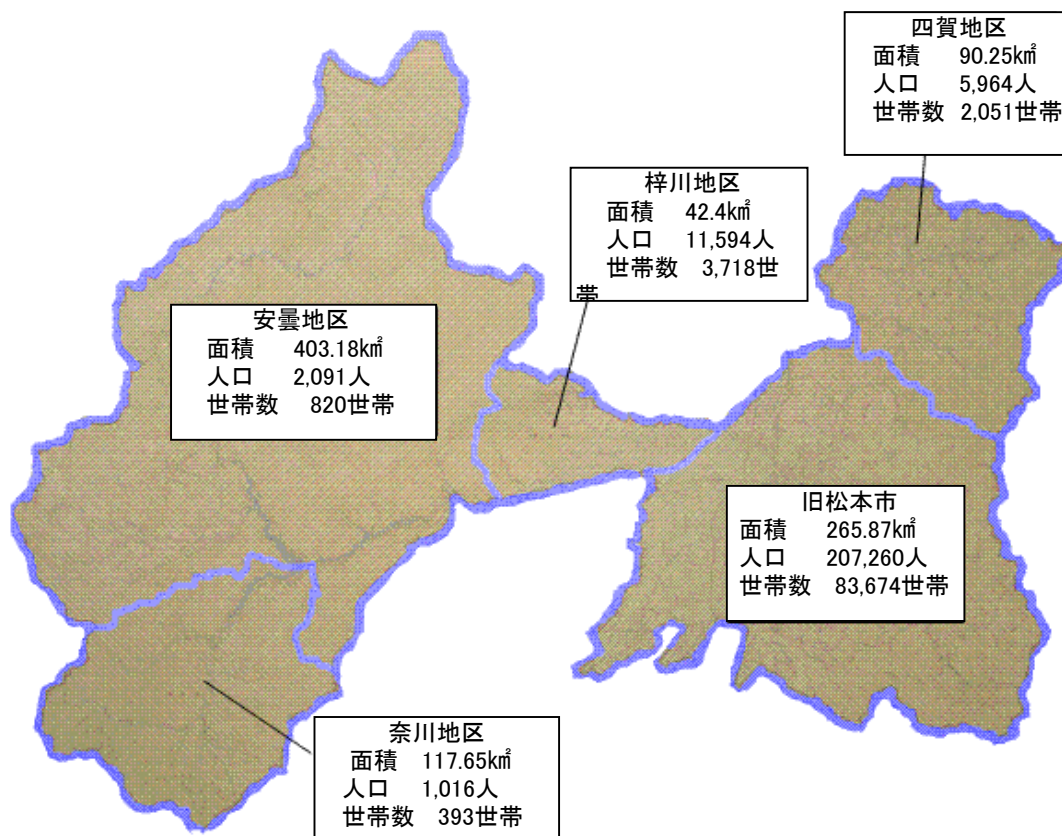 四賀地区
面積 90.25㎢
人口 5,964人
世帯数 2,051世帯
梓川地区
面積 42.4㎢
人口 11,594人
世帯数 3,718世
帯
安曇地区
面積 403.18㎢
人口 2,091人
世帯数 820世帯
旧松本市
面積 265.87㎢
人口 207,260人
世帯数 83,674世帯
奈川地区
面積 117.65㎢
人口 1,016人
世帯数 393世帯